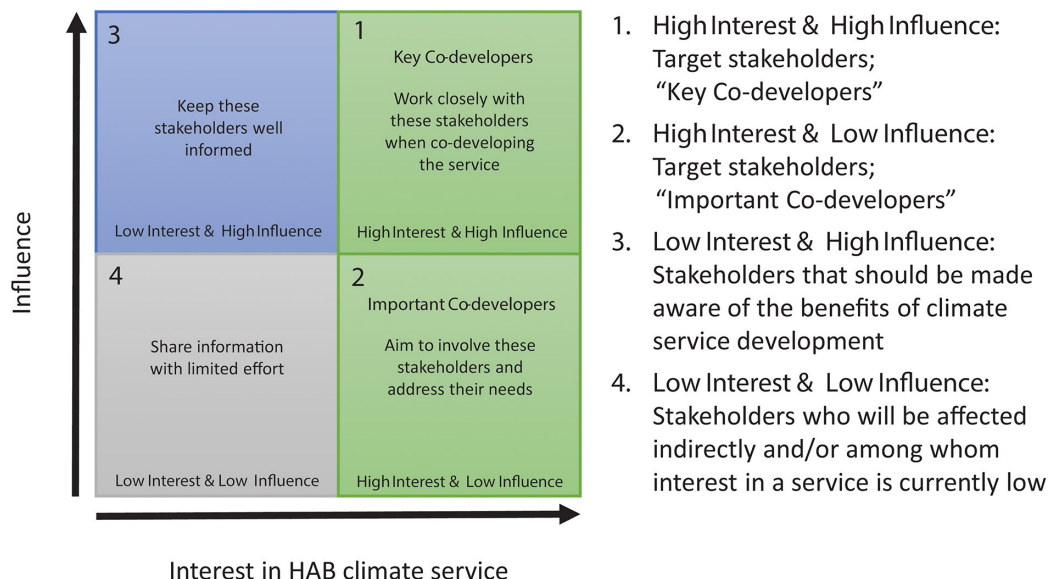 Influence
3
Keep these
stakeholders well
informed
Low Interest & High Influence
1
Key Co-developers
Work closely with
these stakeholders
when co-developing
the service
High Interest & High Influence
4
Share information
with limited effort
Low Interest & Low Influence
2
Important Co-developers
Aim to involve these
stakeholders and
address their needs
High Interest & Low Influence
Interest in HAB climate service
1. High Interest & High Influence:
Target stakeholders;
“Key Co-developers”
2. High Interest & Low Influence:
Target stakeholders;
“Important Co-developers”
3. Low Interest & High Influence:
Stakeholders that should be made
aware of the benefits of climate
service development
4. Low Interest & Low Influence:
Stakeholders who will be affected
indirectly and/or among whom
interest in a service is currently low